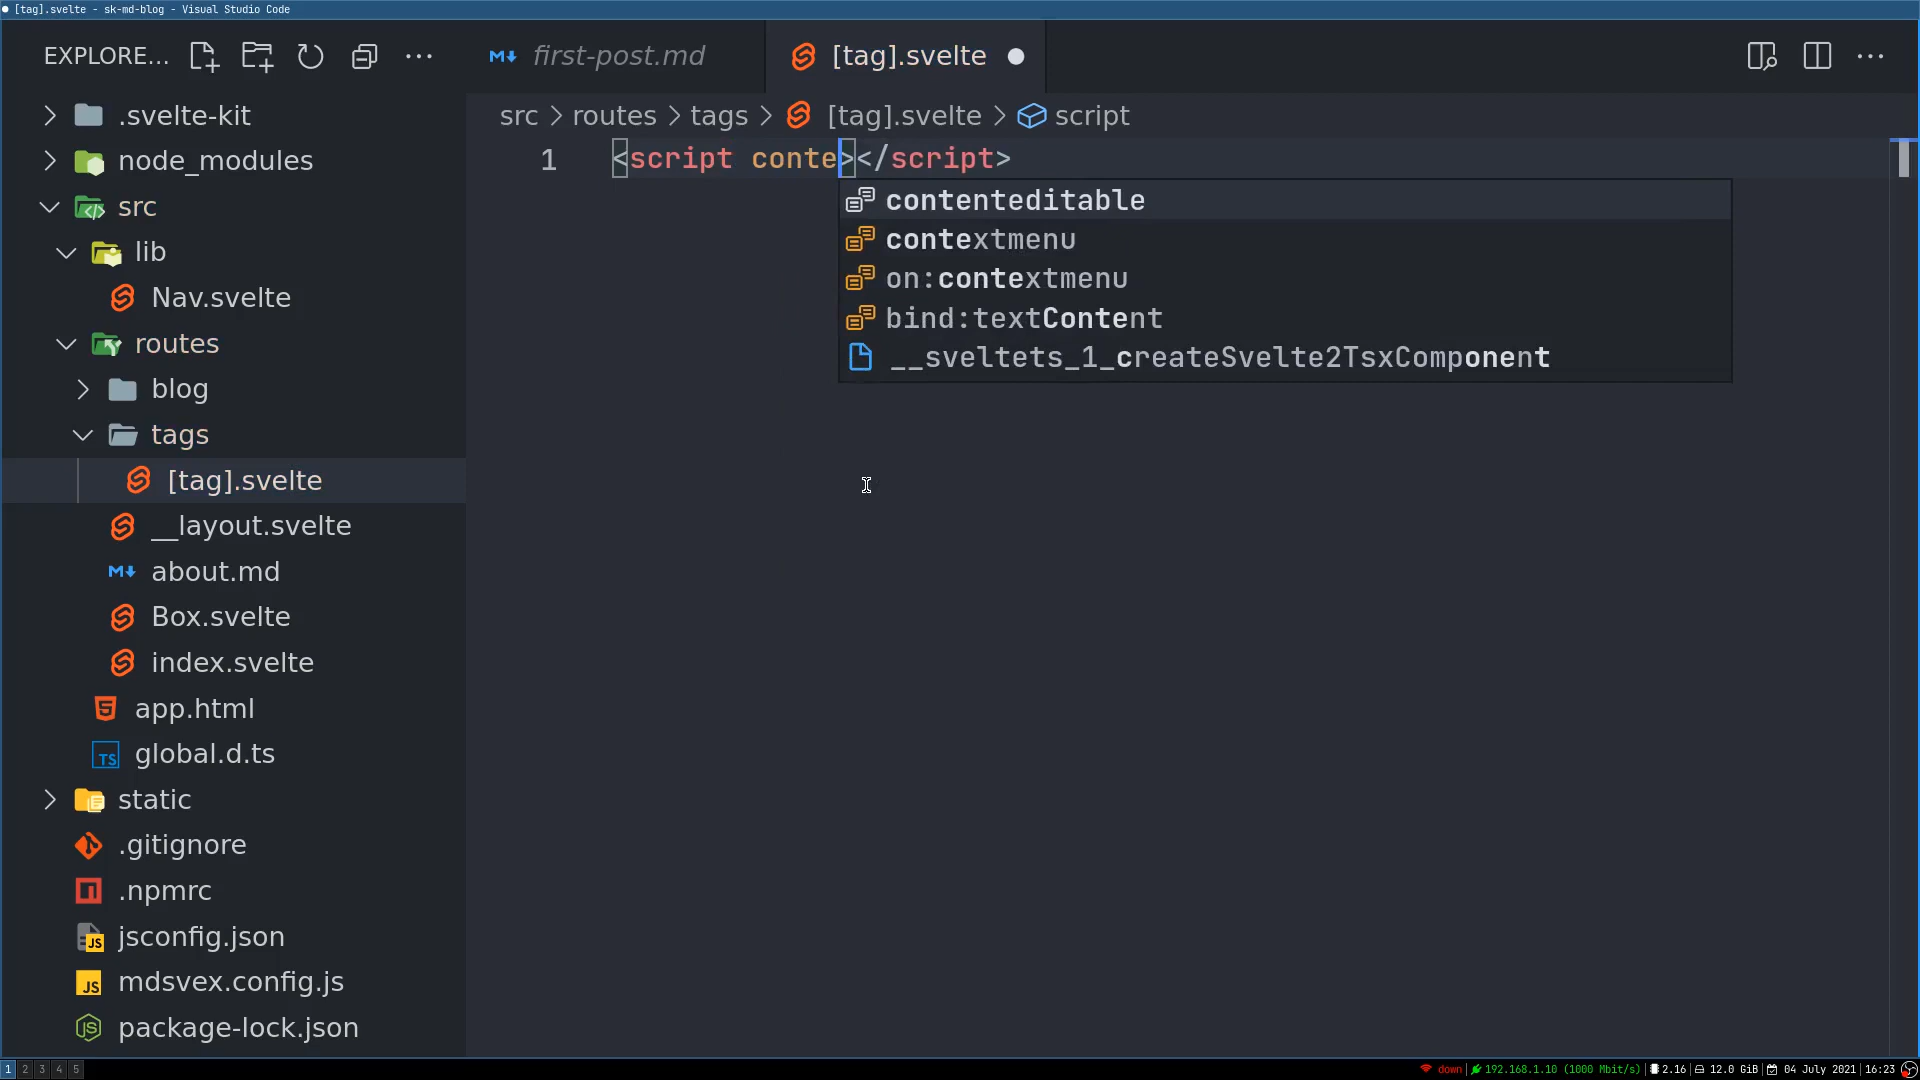 [tag].svelte - sk-md-blog - Visual Studio Code
EXPLORE...
first-post.md
[tag].svelte
src > routes > tags > [tag].svelte > script
.svelte-kit
node_modules
src
lib
Nav.svelte
routes
blog
tags
[tag].svelte
__layout.svelte
about.md
Box.svelte
index.svelte
app.html
global.d.ts
static
.gitignore
.npmrc
jsconfig.json
mdsvex.config.js
package-lock.json
1 <script conte></script>
contenteditable
contextmenu
on:contextmenu
bind:textContent
__sveltets_1_createSvelte2TsxComponent
1 2 3 4 5
down | 192.168.1.10 (1000 Mbit/s) | 2.16 | 12.0 GiB | 04 July 2021 | 16:23